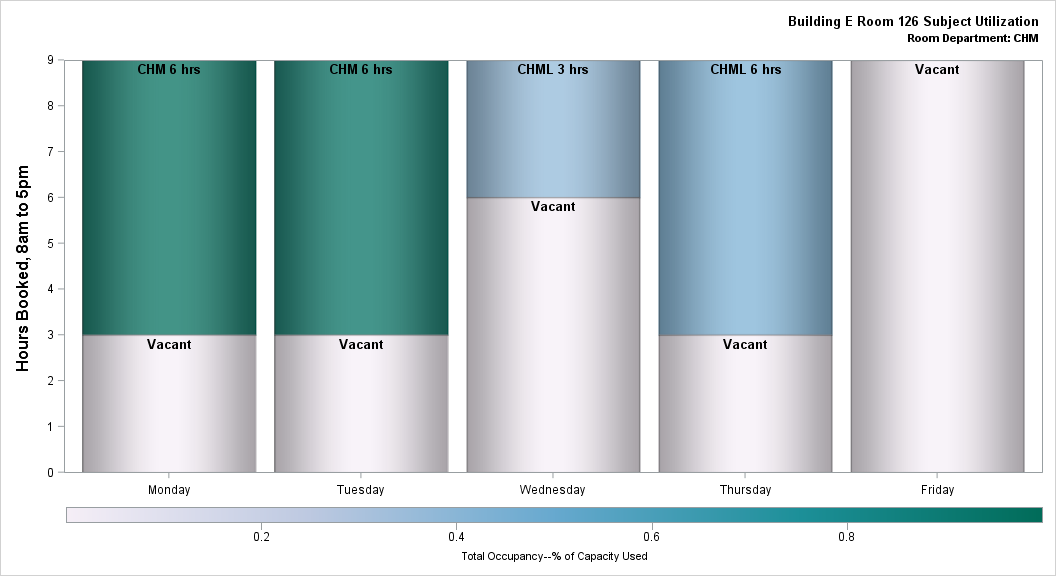 Building E Room 126 Subject Utilization
Room Department: CHM
Hours Booked, 8am to 5pm
9
8
7
6
5
4
3
2
1
0
CHM 6 hrs
Vacant
CHM 6 hrs
Vacant
CHML 3 hrs
Vacant
CHML 6 hrs
Vacant
Vacant
Monday
Tuesday
Wednesday
Thursday
Friday
0.2
0.4
0.6
0.8
Total Occupancy--% of Capacity Used